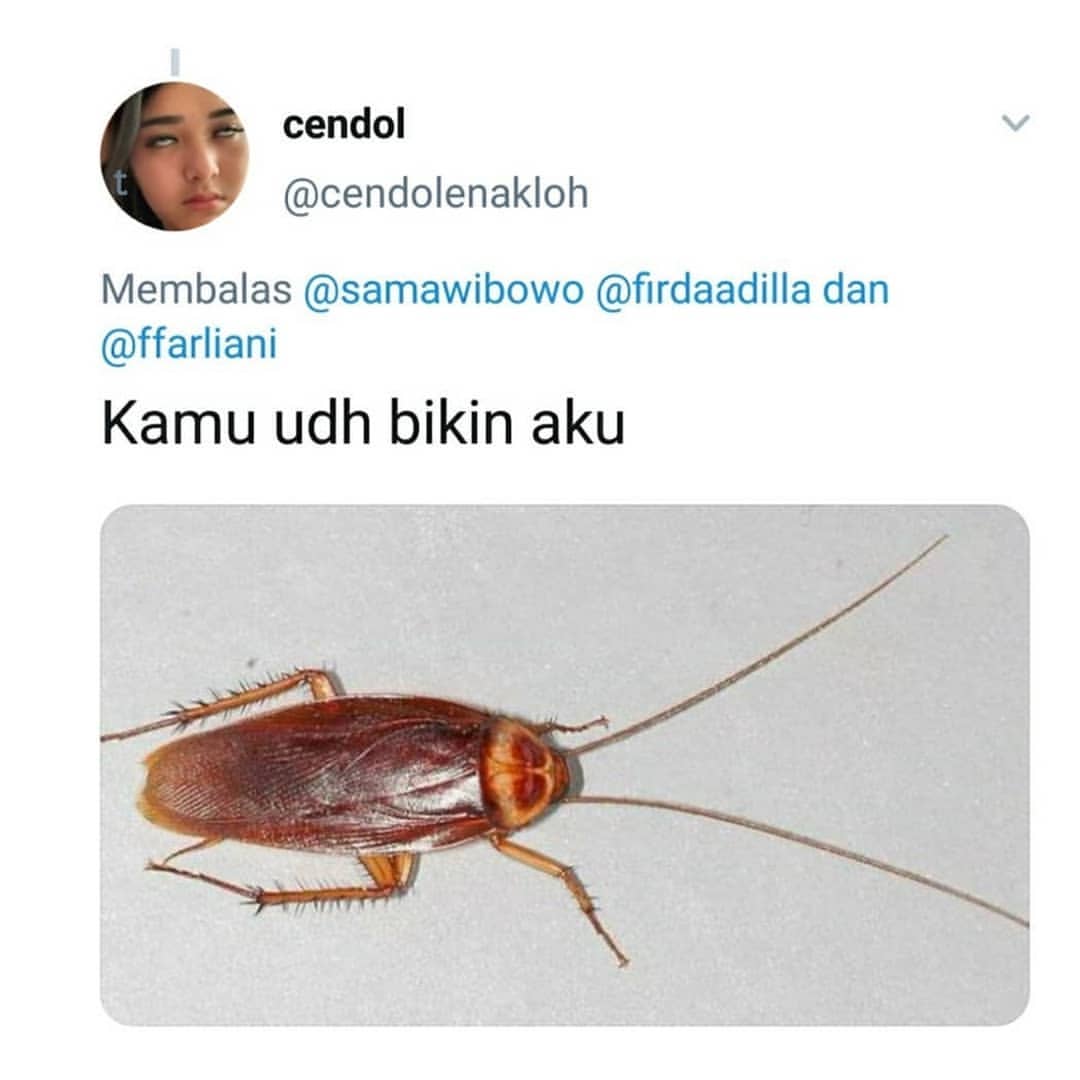 cendol
@cendolenakloh
Membalas @samawibowo @firdaadilla dan
@ffarliani
Kamu udh bikin aku